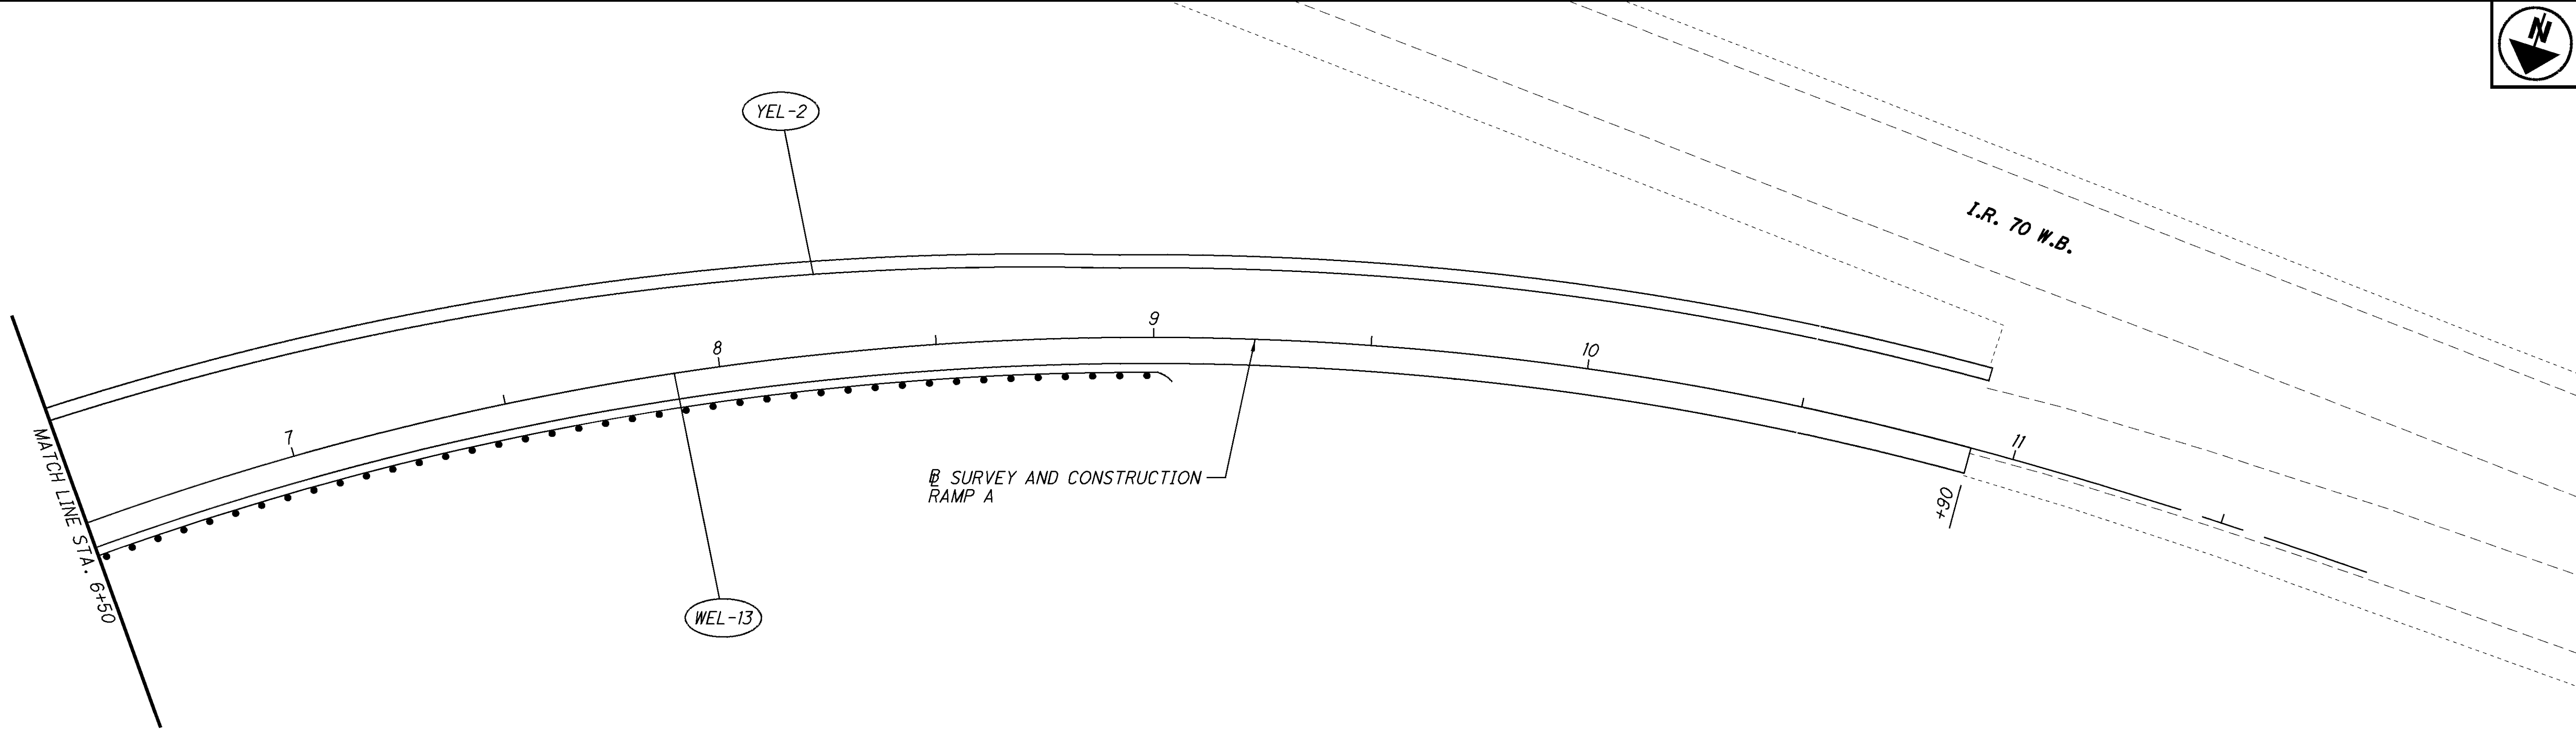 N
YEL-2
I.R. 70 W.B.
9
8
10
7
11
MATCH LINE STA. 6+50
BL SURVEY AND CONSTRUCTION
RAMP A
+90
WEL-13